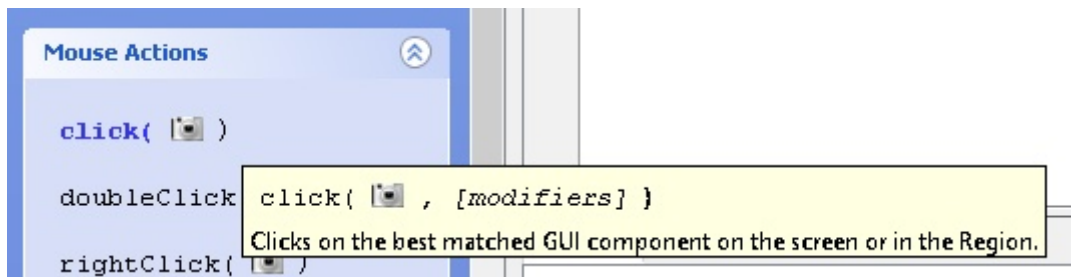 Mouse Actions
click( )
doubleClick
click( , [modifiers] )
Clicks on the best matched GUI component on the screen or in the Region.
rightClick( )